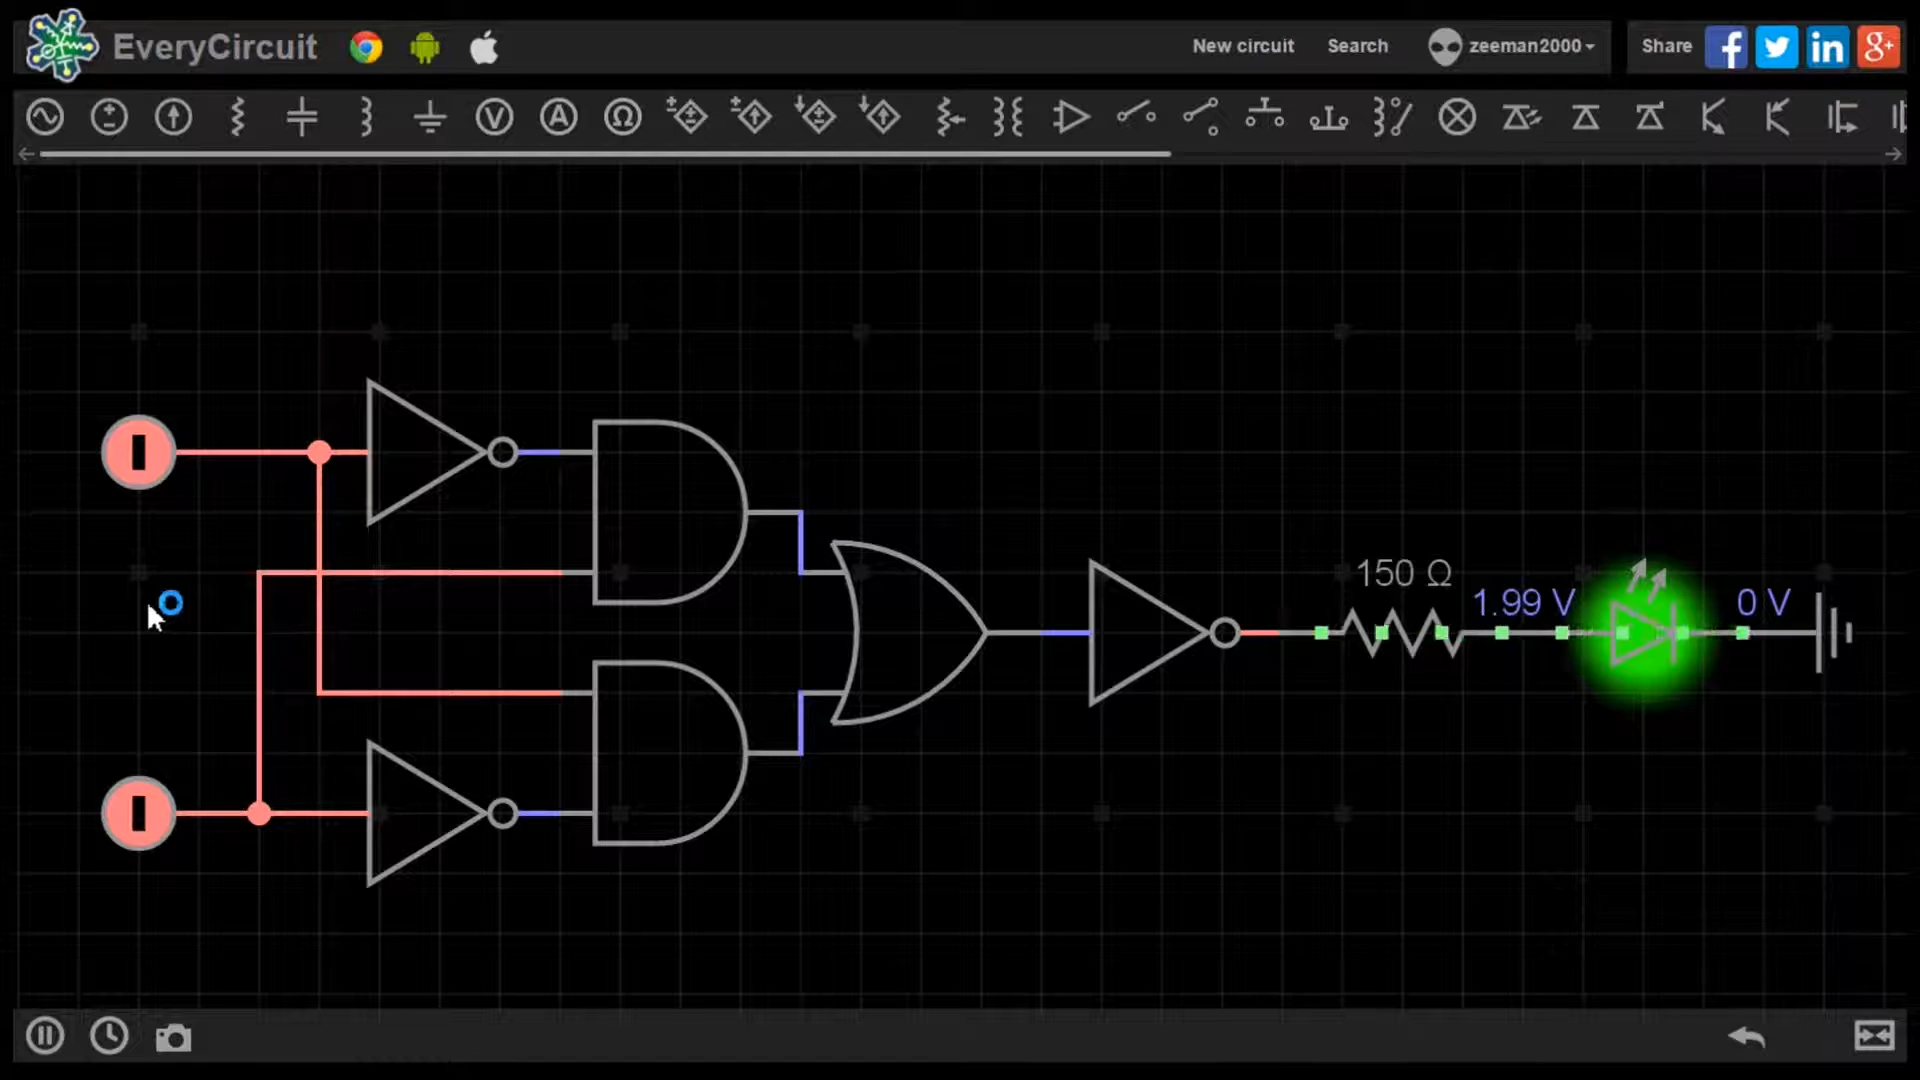 EveryCircuit
New circuit Search zeeman2000 Share
150 Ω
1.99 V 0 V